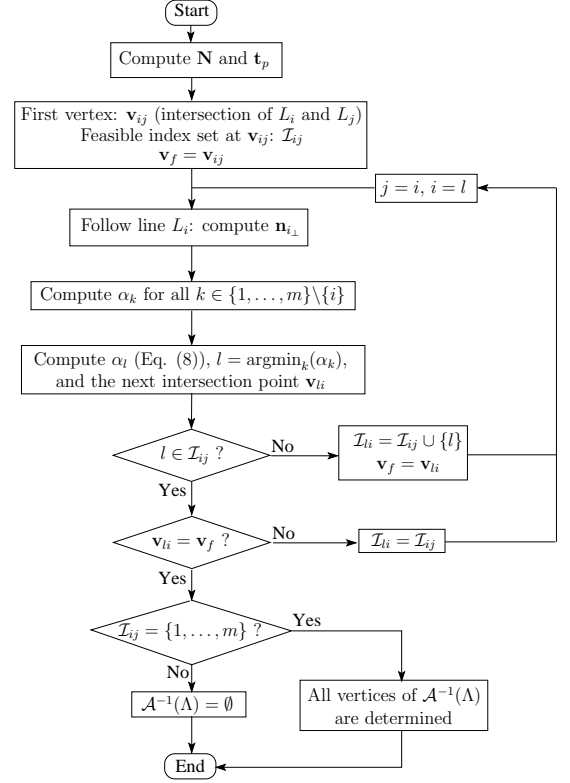 Start
Compute N and t_p
First vertex: v_ij (intersection of L_i and L_j)
Feasible index set at v_ij: ℐ_ij
v_f = v_ij
j = i, i = l
Follow line L_i: compute n_i⊥
Compute α_k for all k ∈ {1, . . . , m}\{i}
Compute α_l (Eq. (8)), l = argmin_k(α_k),
and the next intersection point v_li
l ∈ ℐ_ij ?
No
ℐ_li = ℐ_ij ∪ {l}
v_f = v_li
Yes
v_li = v_f ?
No
ℐ_li = ℐ_ij
Yes
ℐ_ij = {1, . . . , m} ?
Yes
No
𝒜^−1(Λ) = ∅
All vertices of 𝒜^−1(Λ)
are determined
End